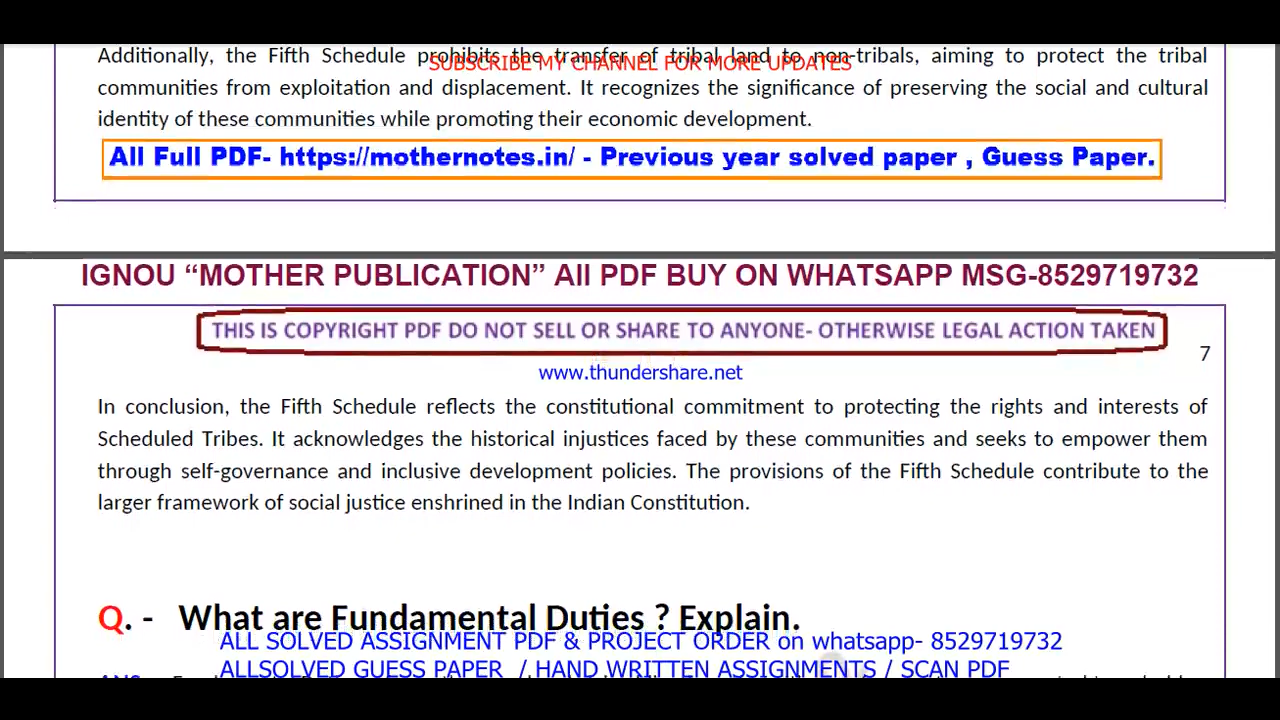 Additionally, the Fifth Schedule prohibits the transfer of tribal land to non-tribals, aiming to protect the tribal
SUBSCRIBE MY CHANNEL FOR MORE UPDATES
communities from exploitation and displacement. It recognizes the significance of preserving the social and cultural
identity of these communities while promoting their economic development.
All Full PDF- https://mothernotes.in/ - Previous year solved paper , Guess Paper.
IGNOU “MOTHER PUBLICATION” All PDF BUY ON WHATSAPP MSG-8529719732
THIS IS COPYRIGHT PDF DO NOT SELL OR SHARE TO ANYONE- OTHERWISE LEGAL ACTION TAKEN
7
www.thundershare.net
In conclusion, the Fifth Schedule reflects the constitutional commitment to protecting the rights and interests of
Scheduled Tribes. It acknowledges the historical injustices faced by these communities and seeks to empower them
through self-governance and inclusive development policies. The provisions of the Fifth Schedule contribute to the
larger framework of social justice enshrined in the Indian Constitution.
Q. - What are Fundamental Duties ? Explain.
ALL SOLVED ASSIGNMENT PDF & PROJECT ORDER on whatsapp- 8529719732
ALLSOLVED GUESS PAPER / HAND WRITTEN ASSIGNMENTS / SCAN PDF